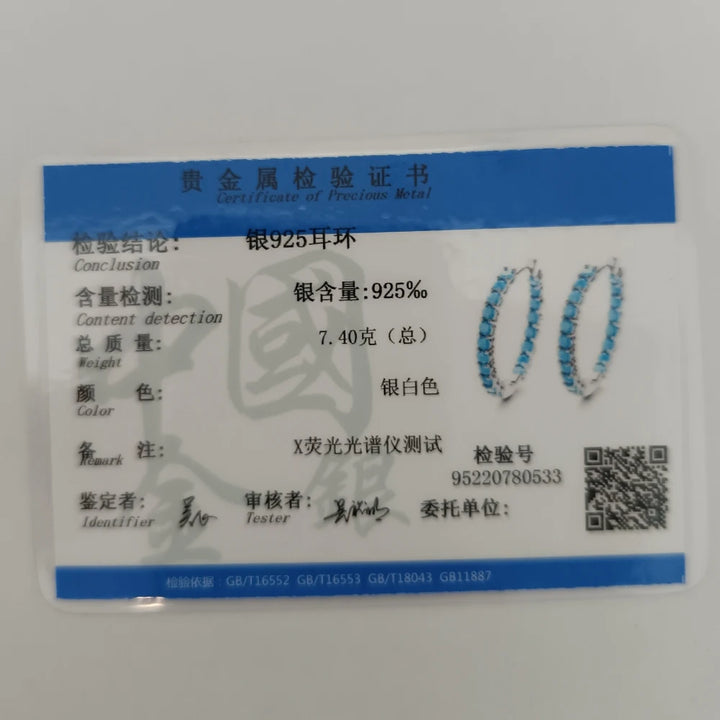 贵金属检验证书
Certificate of Precious Metal
检验结论: 银925耳环
Conclusion
含量检测: 银含量:925‰
Content detection
总质量: 7.40克（总）
Weight
颜色: 银白色
Color
备注: X荧光光谱仪测试
Remark
检验号
95220780533
鉴定者: 审核者: 委托单位:
Identifier Tester
中國
金銀
检验依据：GB/T16552 GB/T16553 GB/T18043 GB11887